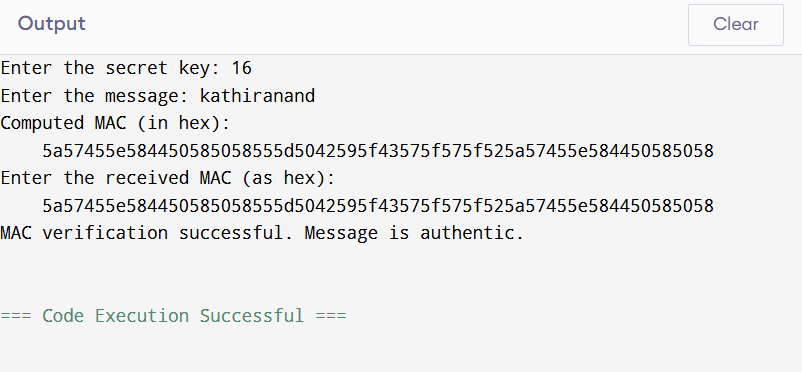 Output
Clear
Enter the secret key: 16
Enter the message: kathiranand
Computed MAC (in hex):
5a57455e584450585058555d5042595f43575f575f525a57455e584450585058
Enter the received MAC (as hex):
5a57455e584450585058555d5042595f43575f575f525a57455e584450585058
MAC verification successful. Message is authentic.
=== Code Execution Successful ===